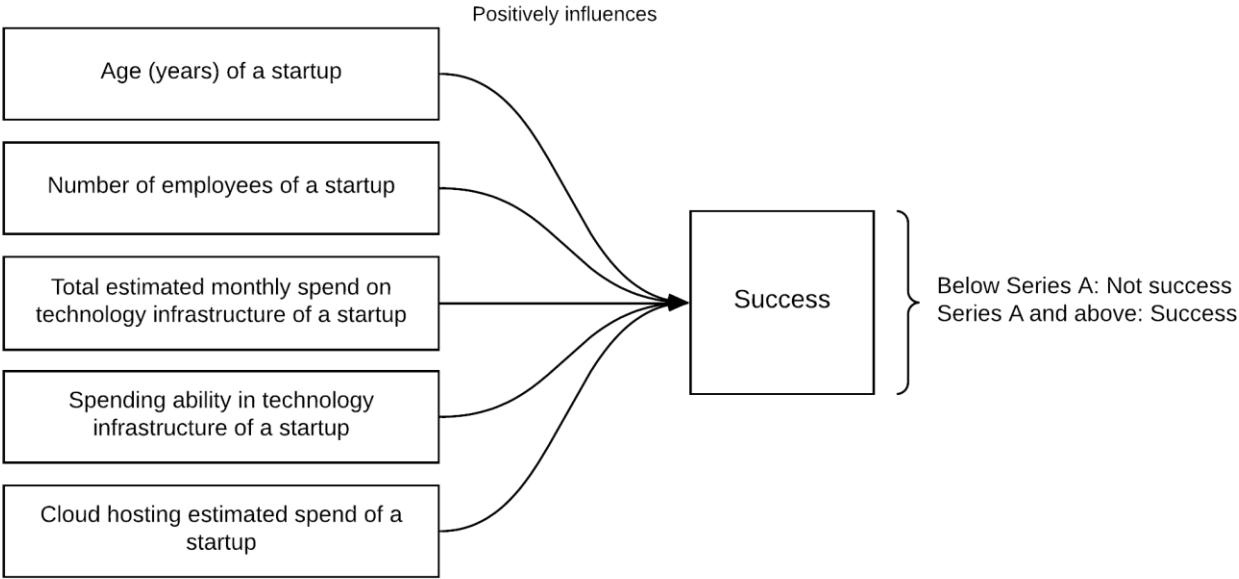 Positively influences
Age (years) of a startup
Number of employees of a startup
Total estimated monthly spend on
technology infrastructure of a startup
Spending ability in technology
infrastructure of a startup
Cloud hosting estimated spend of a
startup
Success
Below Series A: Not success
Series A and above: Success